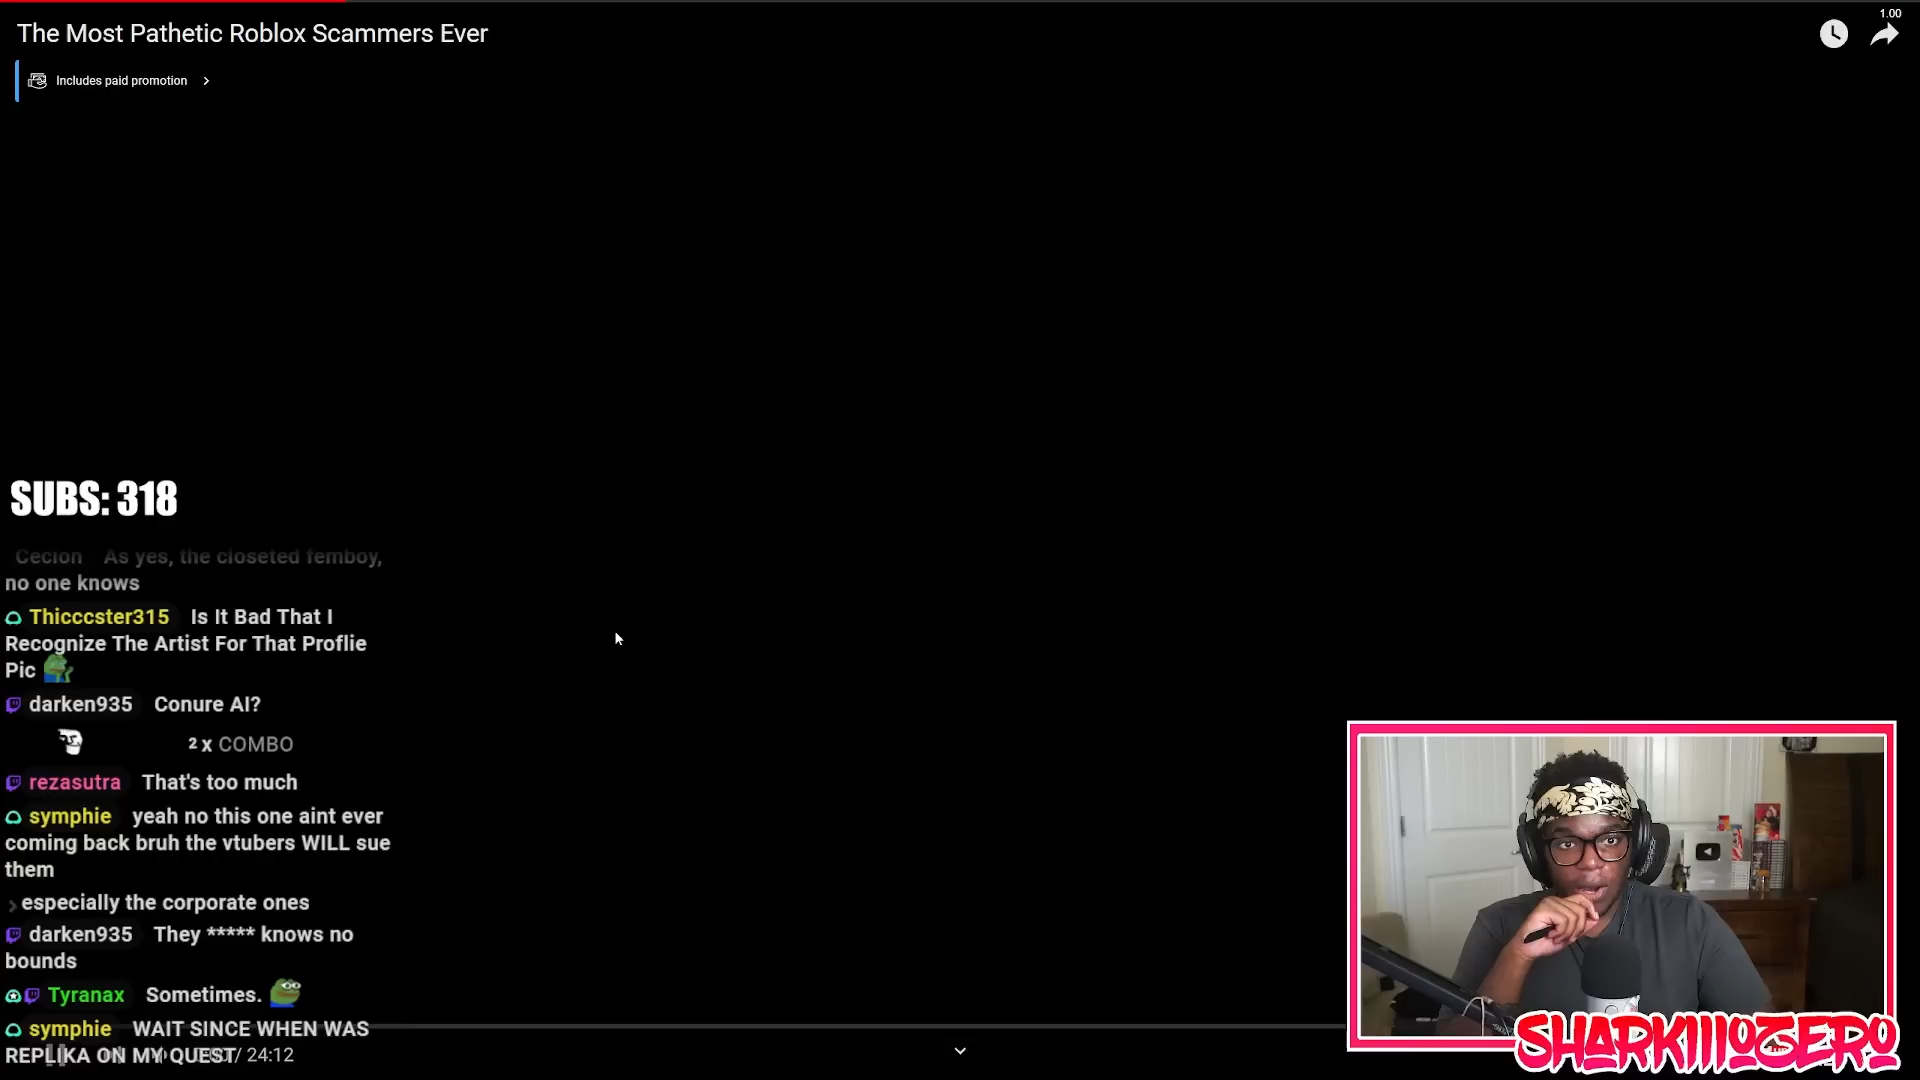 1.00
The Most Pathetic Roblox Scammers Ever
Includes paid promotion
SUBS: 318
Cecion As yes, the closeted femboy,
no one knows
Thicccster315 Is It Bad That I
Recognize The Artist For That Proflie
Pic
darken935 Conure AI?
2 x COMBO
rezasutra That's too much
symphie yeah no this one aint ever
coming back bruh the vtubers WILL sue
them
especially the corporate ones
darken935 They ***** knows no
bounds
Tyranax Sometimes.
symphie WAIT SINCE WHEN WAS
REPLIKA ON MY QUEST / 24:12
SHARK1110ZERO